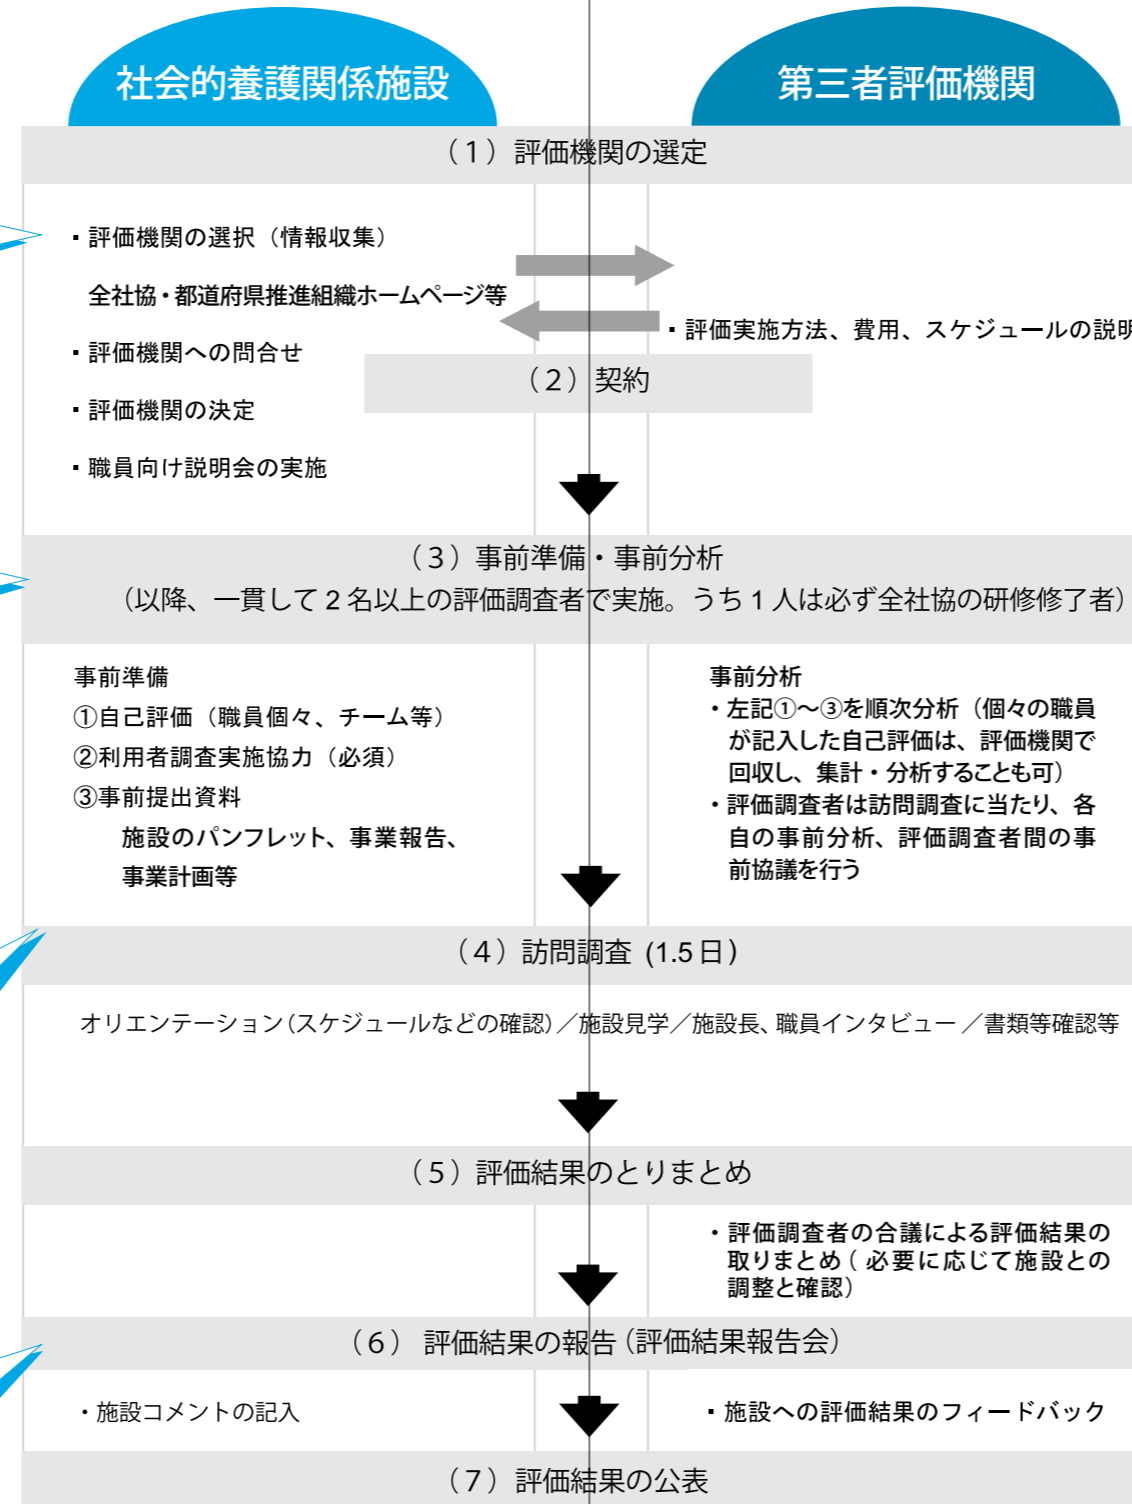 社会的養護関係施設
第三者評価機関
（１）評価機関の選定
▪ 評価機関の選択（情報収集）
全社協・都道府県推進組織ホームページ等
▪ 評価機関への問合せ
▪ 評価機関の決定
▪ 職員向け説明会の実施
▪ 評価実施方法、費用、スケジュールの説明
（２）契約
（３）事前準備・事前分析
（以降、一貫して２名以上の評価調査者で実施。うち１人は必ず全社協の研修修了者）
事前準備
①自己評価（職員個々、チーム等）
②利用者調査実施協力（必須）
③事前提出資料
施設のパンフレット、事業報告、
事業計画等
事前分析
・左記①～③を順次分析（個々の職員
が記入した自己評価は、評価機関で
回収し、集計・分析することも可）
・評価調査者は訪問調査に当たり、各
自の事前分析、評価調査者間の事
前協議を行う
（４）訪問調査 (1.5日)
オリエンテーション（スケジュールなどの確認）／施設見学／施設長、職員インタビュー／書類等確認等
（５）評価結果のとりまとめ
・評価調査者の合議による評価結果の
取りまとめ（ 必要に応じて施設との
調整と確認）
（６） 評価結果の報告（評価結果報告会）
・施設コメントの記入
▪ 施設への評価結果のフィードバック
（７）評価結果の公表